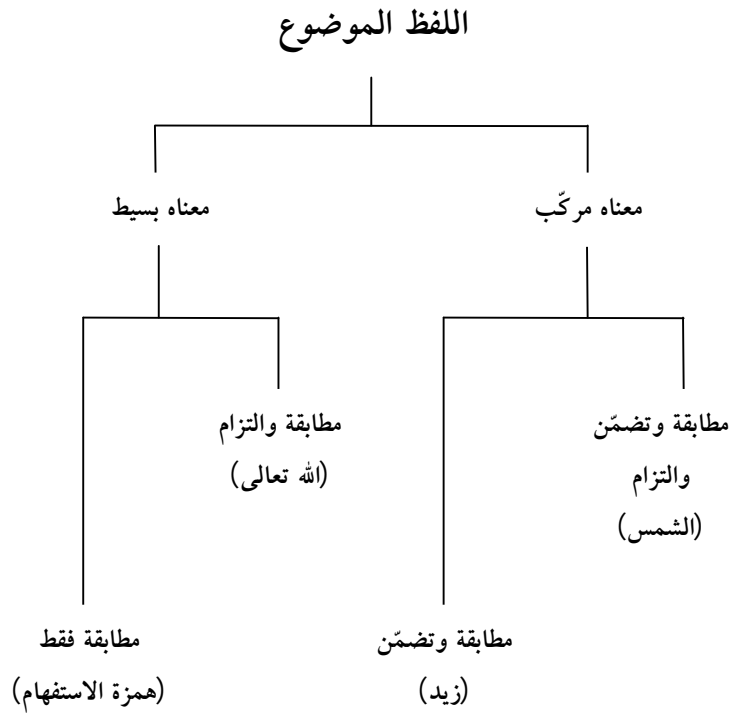 اللفظ الموضوع
معناه مركّب
معناه بسيط
مطابقة وتضمّن
والتزام
(الشمس)
مطابقة والتزام
(الله تعالى)
مطابقة وتضمّن
(زيد)
مطابقة فقط
(همزة الاستفهام)